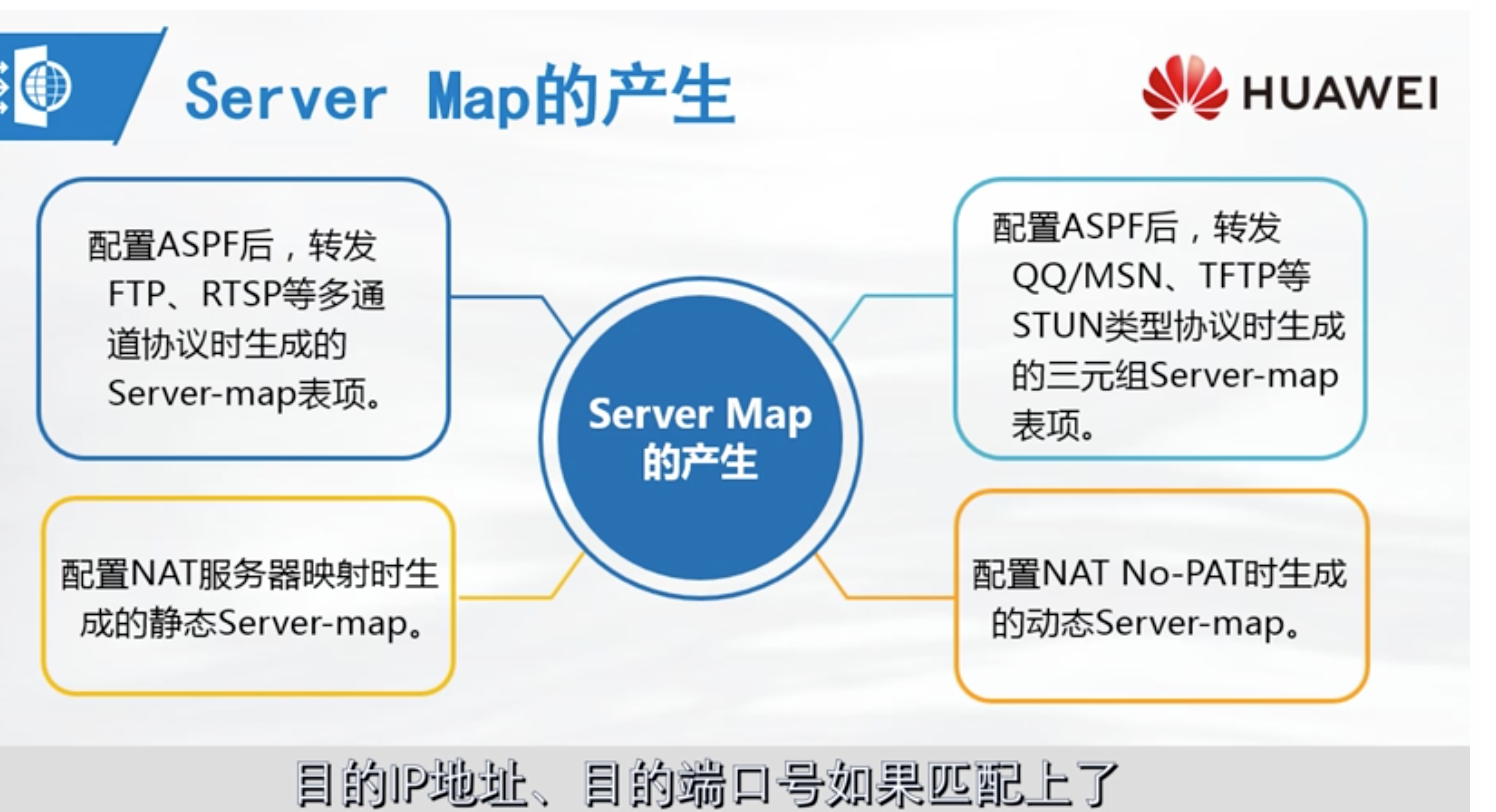 Server Map的产生
HUAWEI
配置ASPF后，转发
FTP、RTSP等多通
道协议时生成的
Server-map表项。
配置ASPF后，转发
QQ/MSN、TFTP等
STUN类型协议时生成
的三元组Server-map
表项。
Server Map
的产生
配置NAT服务器映射时生
成的静态Server-map。
配置NAT No-PAT时生成
的动态Server-map。
目的IP地址、目的端口号如果匹配上了